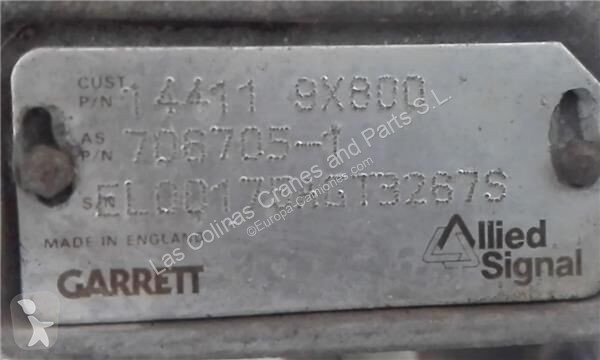 CUST P/N 14411 9X800
AS P/N 706705-1
S/N GT3267S
MADE IN ENGLAND
GARRETT
Allied Signal
Las Colinas Cranes and Parts S.L.
©Europa-Camiones.com